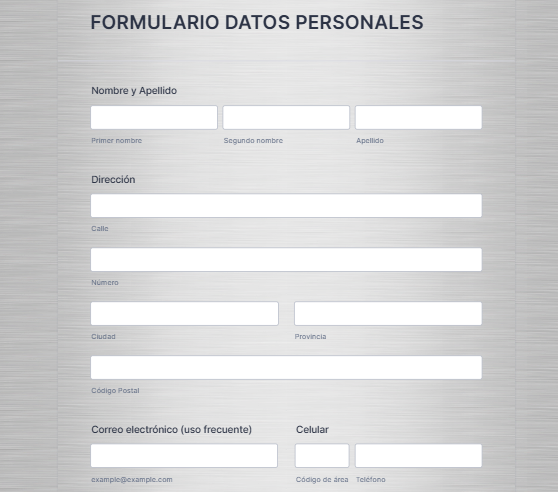 FORMULARIO DATOS PERSONALES
Nombre y Apellido
Primer nombre Segundo nombre Apellido
Dirección
Calle
Número
Ciudad Provincia
Código Postal
Correo electrónico (uso frecuente) Celular
example@example.com Código de área Teléfono